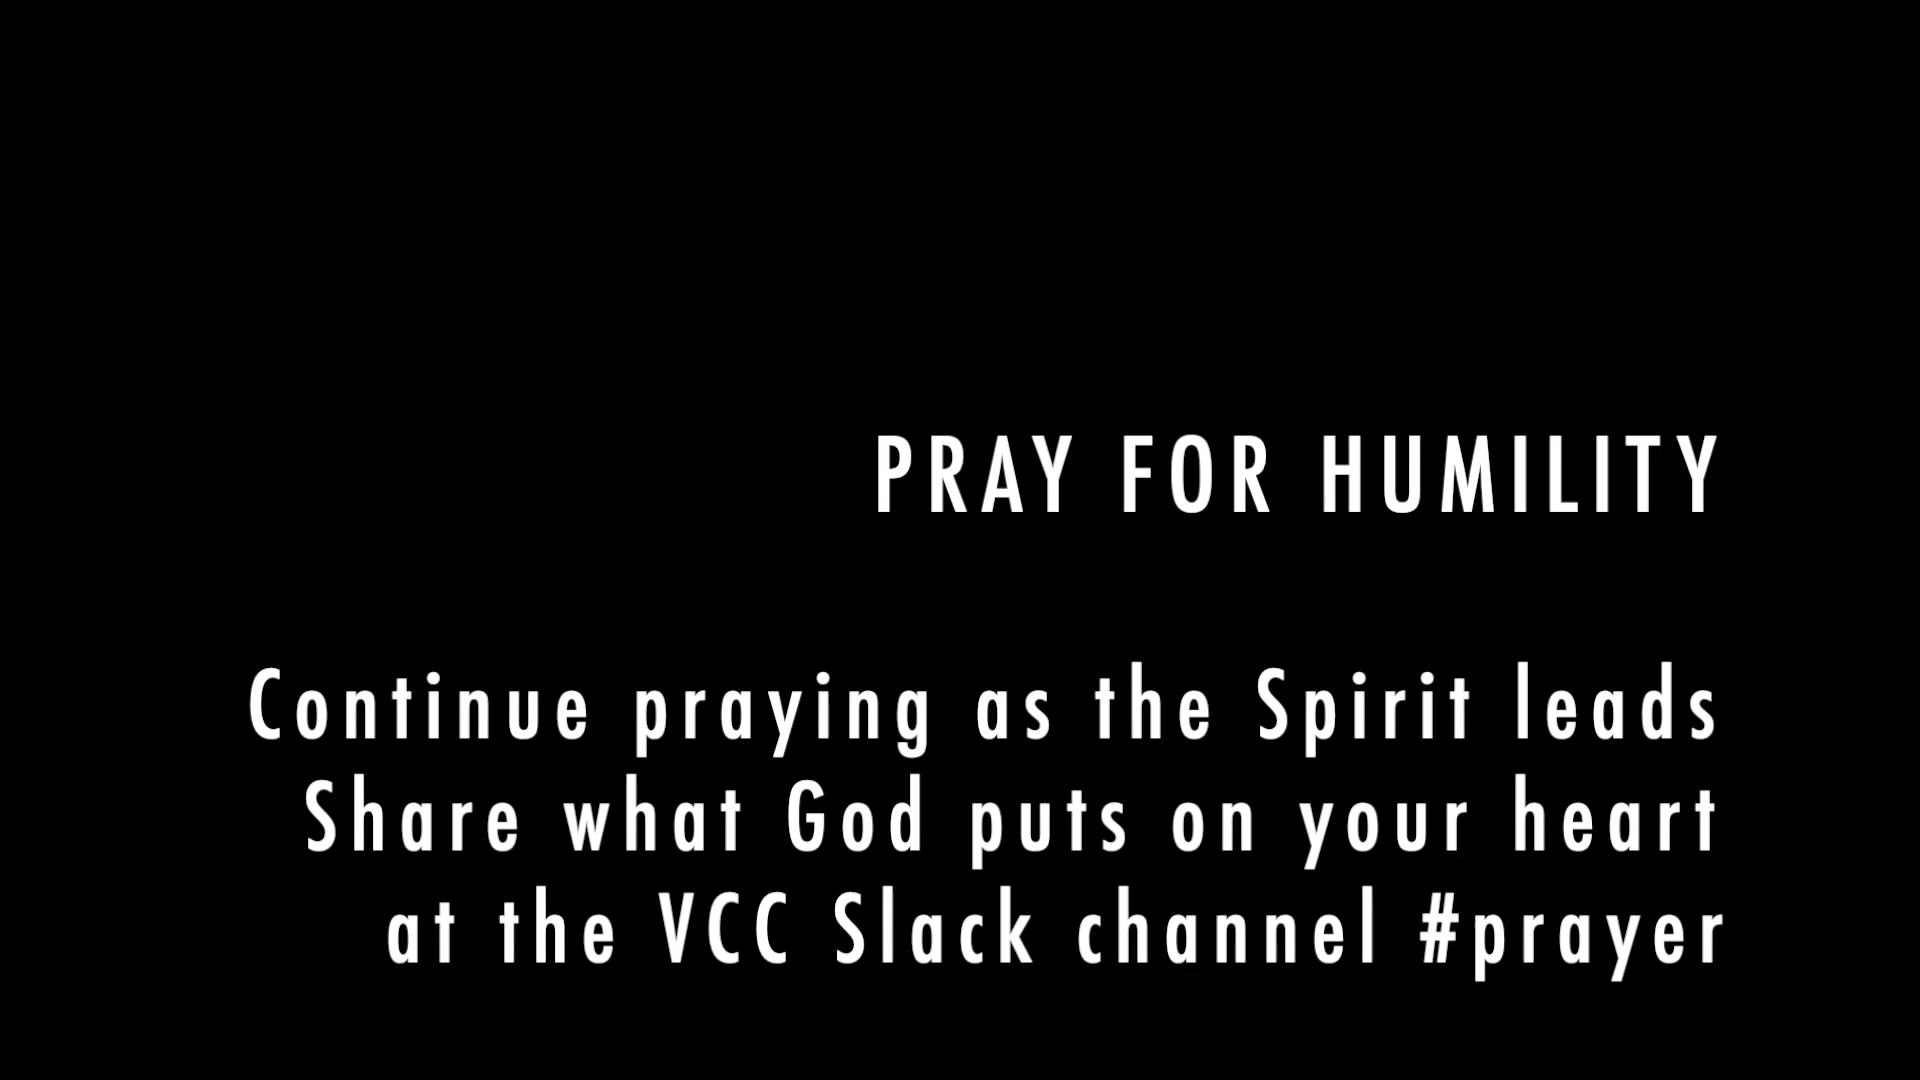 PRAY FOR HUMILITY
Continue praying as the Spirit leads
Share what God puts on your heart
at the VCC Slack channel #prayer